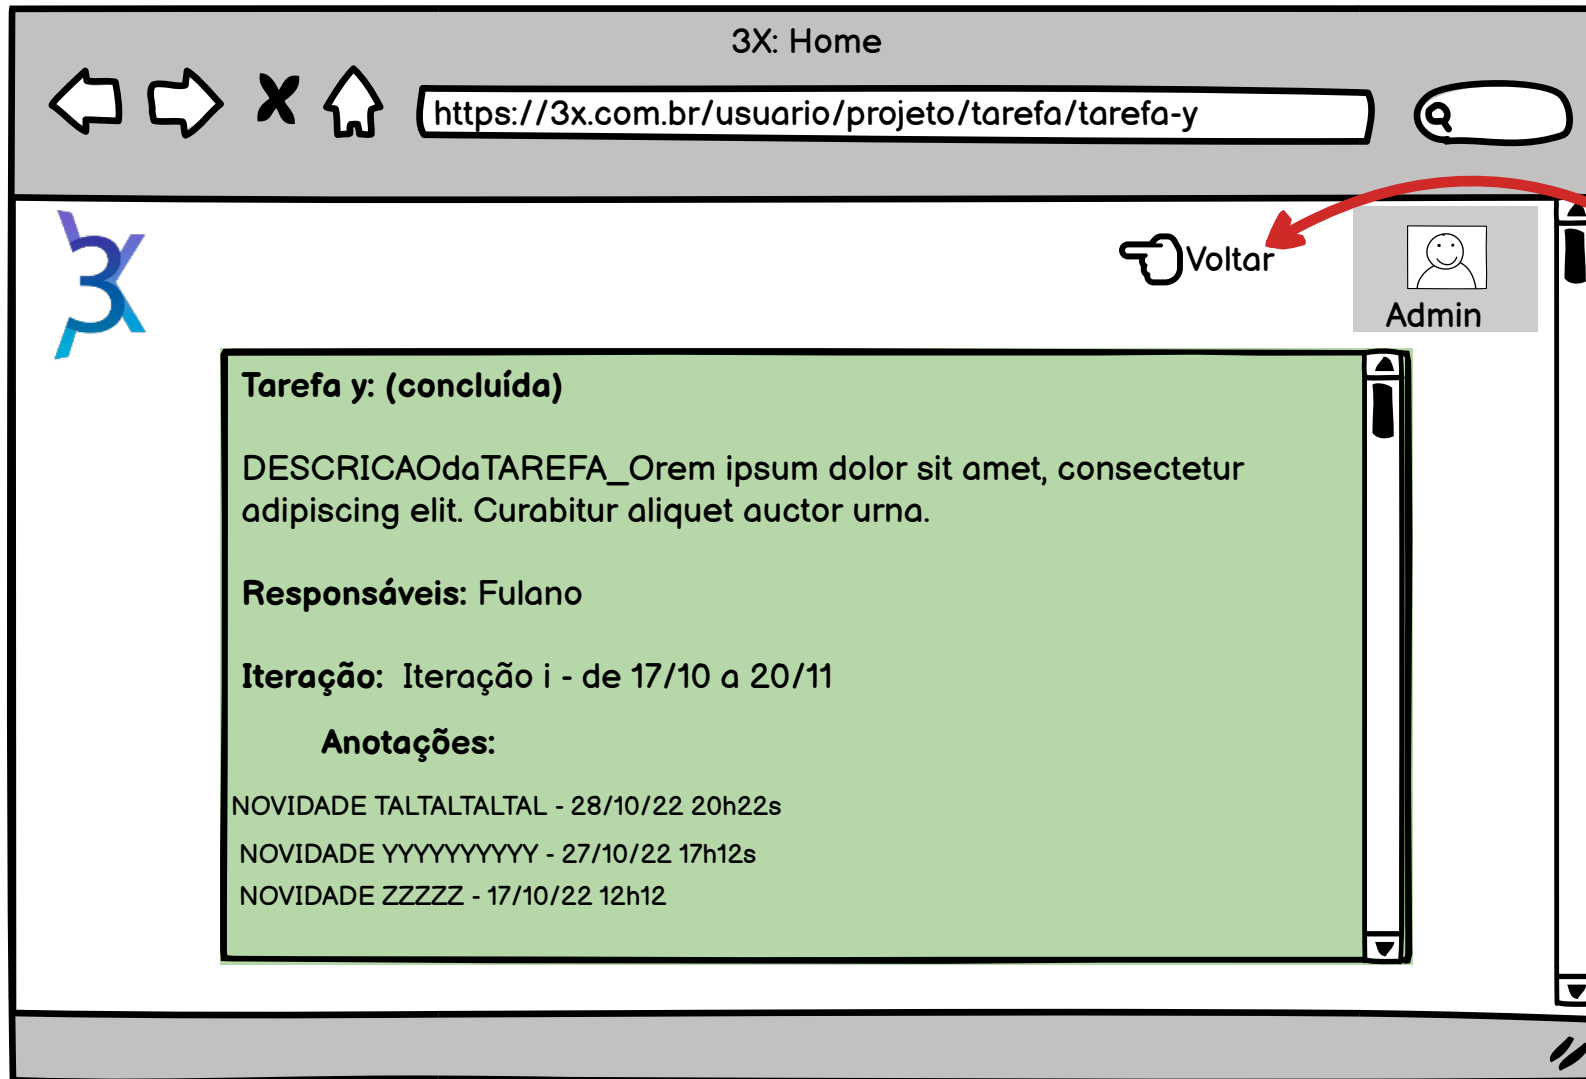 3X: Home
https://3x.com.br/usuario/projeto/tarefa/tarefa-y
3X
Voltar
Admin
Tarefa y: (concluída)
DESCRICAOdaTAREFA_Orem ipsum dolor sit amet, consectetur
adipiscing elit. Curabitur aliquet auctor urna.
Responsáveis: Fulano
Iteração: Iteração i - de 17/10 a 20/11
Anotações:
NOVIDADE TALTALTALTAL - 28/10/22 20h22s
NOVIDADE YYYYYYYYYY - 27/10/22 17h12s
NOVIDADE ZZZZZ - 17/10/22 12h12